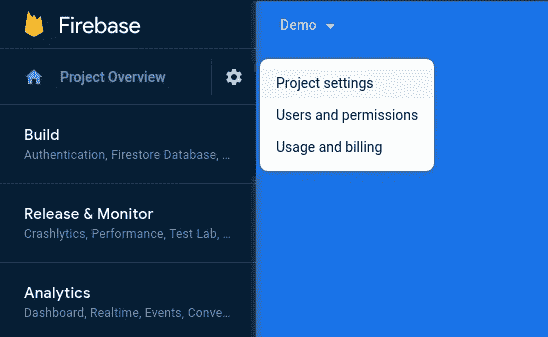 Firebase
Demo
Project Overview
Project settings
Users and permissions
Usage and billing
Build
Authentication, Firestore Database, ...
Release & Monitor
Crashlytics, Performance, Test Lab, ...
Analytics
Dashboard, Realtime, Events, Conve...